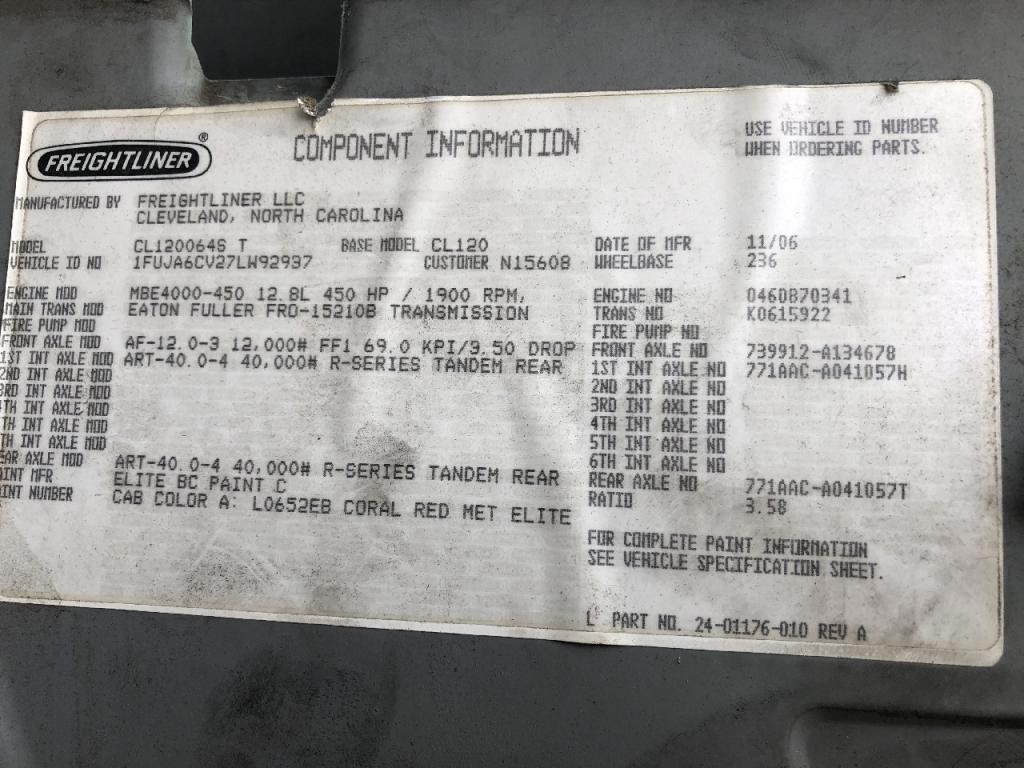 FREIGHTLINER®
COMPONENT INFORMATION
USE VEHICLE ID NUMBER
WHEN ORDERING PARTS.
MANUFACTURED BY FREIGHTLINER LLC
CLEVELAND, NORTH CAROLINA
MODEL CL120064S T BASE MODEL CL120 DATE OF MFR 11/06
VEHICLE ID NO 1FUJA6CV27LW92937 CUSTOMER N1560B WHEELBASE 236
ENGINE MOD MBE4000-450 12.8L 450 HP / 1900 RPM, ENGINE NO 0460870341
MAIN TRANS MOD EATON FULLER FRO-15210B TRANSMISSION TRANS NO K0615922
FIRE PUMP MOD FIRE PUMP NO
FRONT AXLE MOD AF-12.0-3 12,000# FF1 69.0 KPI/3.50 DROP FRONT AXLE NO 739912-A134678
1ST INT AXLE MOD ART-40.0-4 40,000# R-SERIES TANDEM REAR 1ST INT AXLE NO 771AAC-A041057H
2ND INT AXLE MOD 2ND INT AXLE NO
3RD INT AXLE MOD 3RD INT AXLE NO
4TH INT AXLE MOD 4TH INT AXLE NO
TH INT AXLE MOD 5TH INT AXLE NO
TH INT AXLE MOD 6TH INT AXLE NO
EAR AXLE MOD ART-40.0-4 40,000# R-SERIES TANDEM REAR REAR AXLE NO 771AAC-A041057T
AINT MFR ELITE BC PAINT C RATIO 3.58
INT NUMBER CAB COLOR A: L0652EB CORAL RED MET ELITE
FOR COMPLETE PAINT INFORMATION
SEE VEHICLE SPECIFICATION SHEET.
PART NO. 24-01176-010 REV A